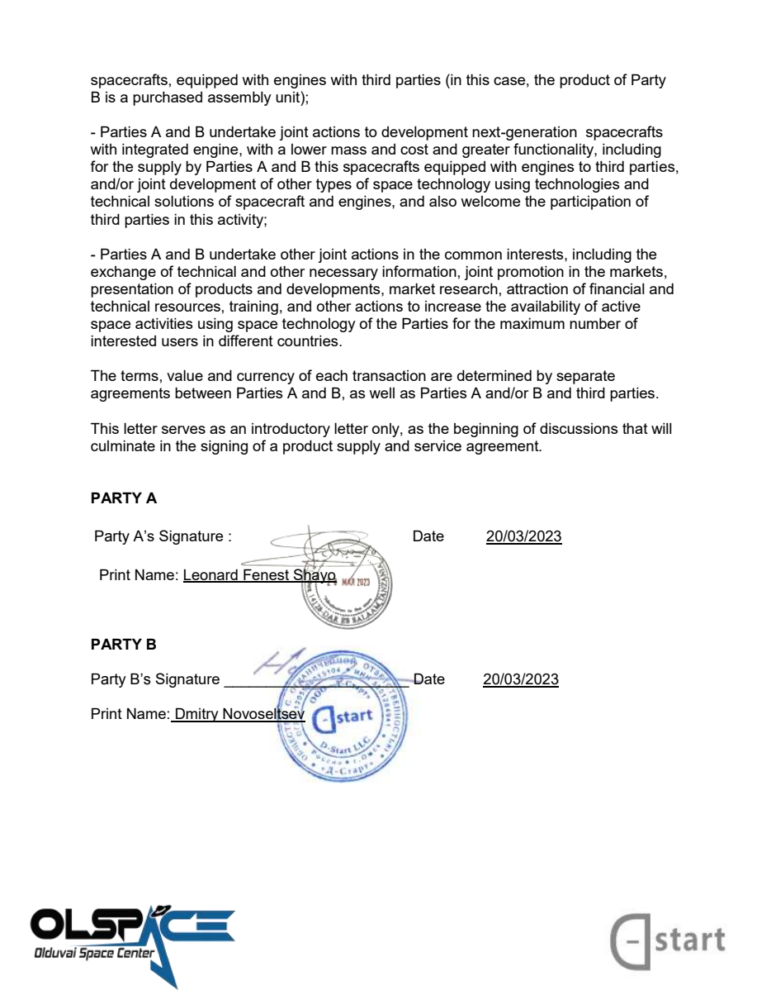 spacecrafts, equipped with engines with third parties (in this case, the product of Party
B is a purchased assembly unit);
- Parties A and B undertake joint actions to development next-generation  spacecrafts
with integrated engine, with a lower mass and cost and greater functionality, including
for the supply by Parties A and B this spacecrafts equipped with engines to third parties,
and/or joint development of other types of space technology using technologies and
technical solutions of spacecraft and engines, and also welcome the participation of
third parties in this activity;
- Parties A and B undertake other joint actions in the common interests, including the
exchange of technical and other necessary information, joint promotion in the markets,
presentation of products and developments, market research, attraction of financial and
technical resources, training, and other actions to increase the availability of active
space activities using space technology of the Parties for the maximum number of
interested users in different countries.
The terms, value and currency of each transaction are determined by separate
agreements between Parties A and B, as well as Parties A and/or B and third parties.
This letter serves as an introductory letter only, as the beginning of discussions that will
culminate in the signing of a product supply and service agreement.
PARTY A
Party A's Signature : Date 20/03/2023
Print Name: Leonard Fenest Shayo
MAR 2023
14128 DAR ES SALAAM, TANZANIA
PARTY B
Party B's Signature ______________________ Date 20/03/2023
Print Name: Dmitry Novoseltsev
ОБЩЕСТВО С ОГРАНИЧЕННОЙ ОТВЕТСТВЕННОСТЬЮ
ООО «Д-Старт»
start
D-Start LLC
Россия г.Омск
«Д-Старт»
OLSPACE
Olduvai Space Center
start